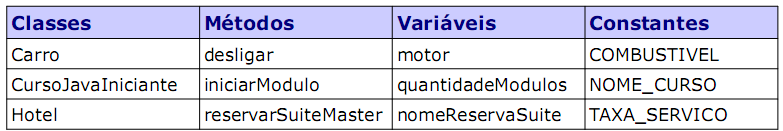 Classes Métodos Variáveis Constantes
Carro desligar motor COMBUSTIVEL
CursoJavaIniciante iniciarModulo quantidadeModulos NOME_CURSO
Hotel reservarSuiteMaster nomeReservaSuite TAXA_SERVICO